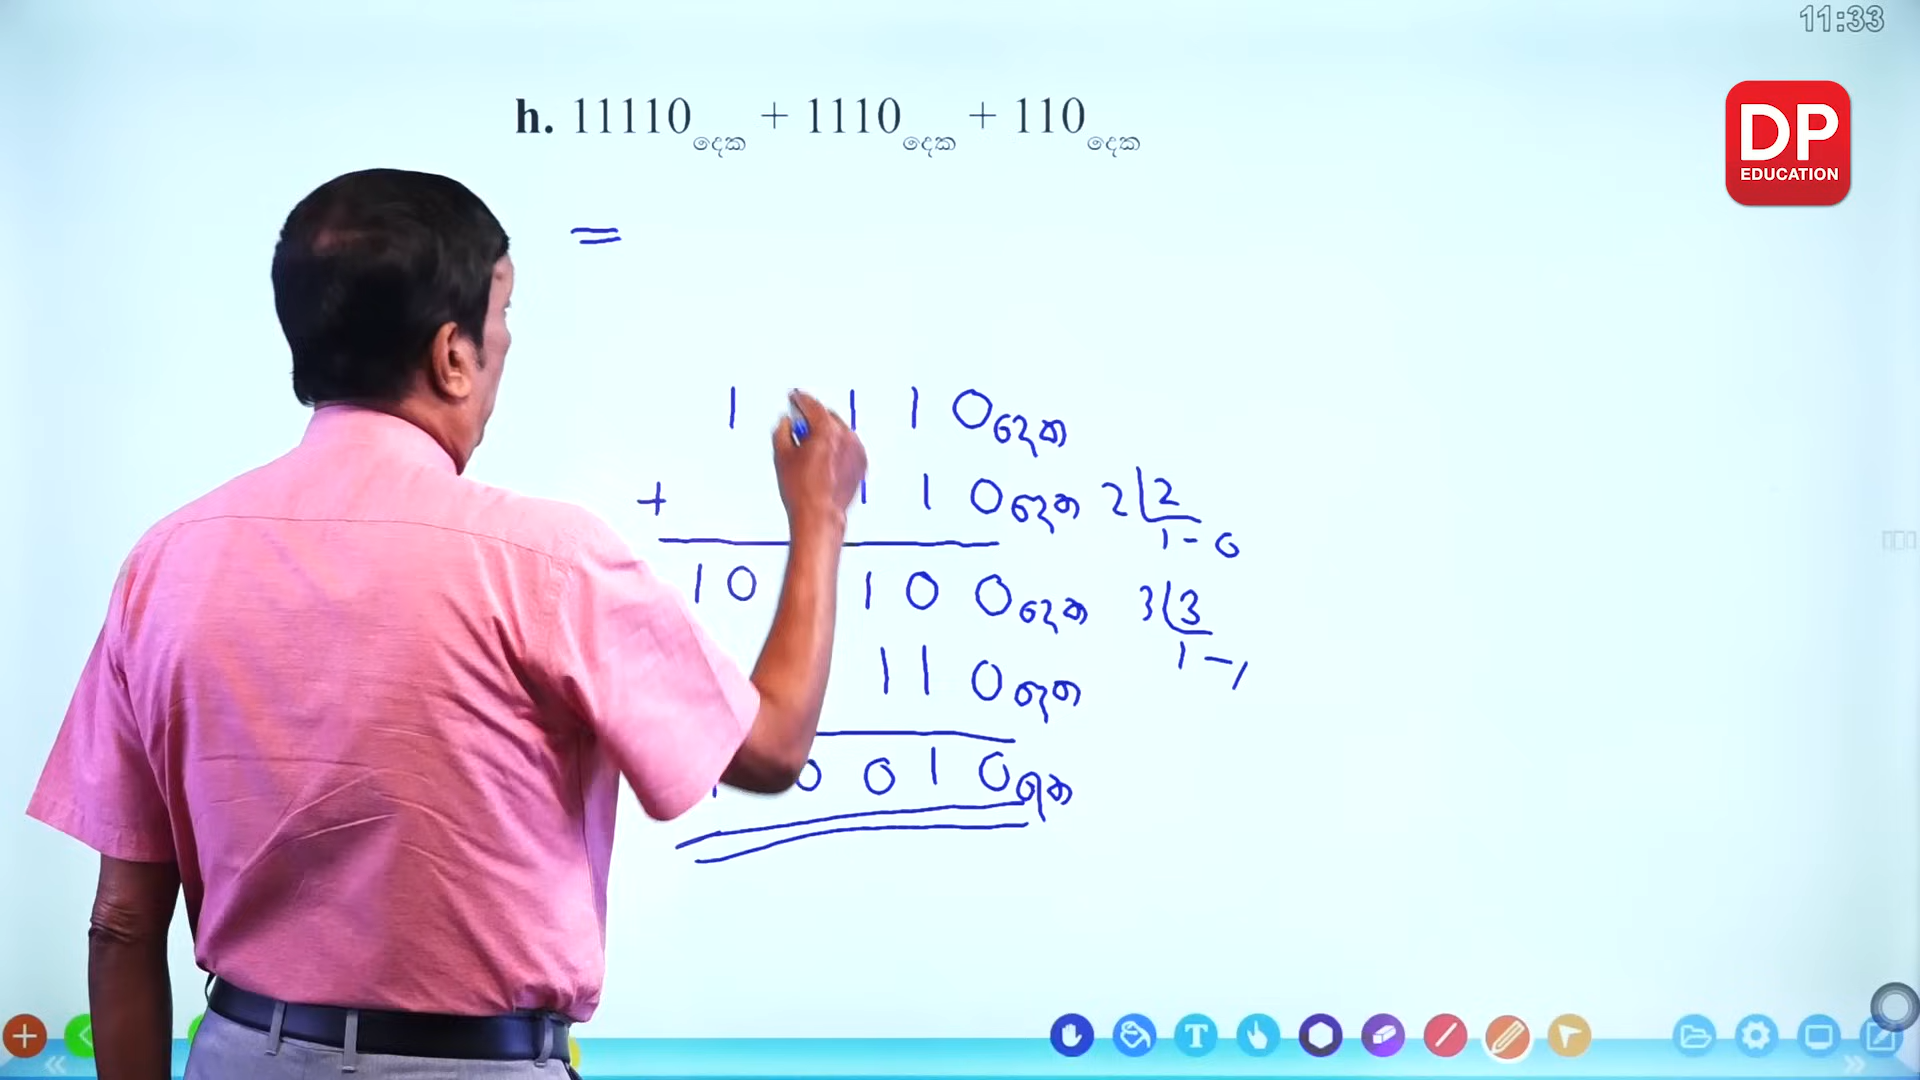 11:33
DP
EDUCATION
h. 11110දෙක + 1110දෙක + 110දෙක
=
1 1 1 0දෙක
+ 1 1 0දෙක 2 2
1 - 0
1 0 1 0 0දෙක 3 3
1 - 1
1 1 0දෙක
0 0 1 0දෙක